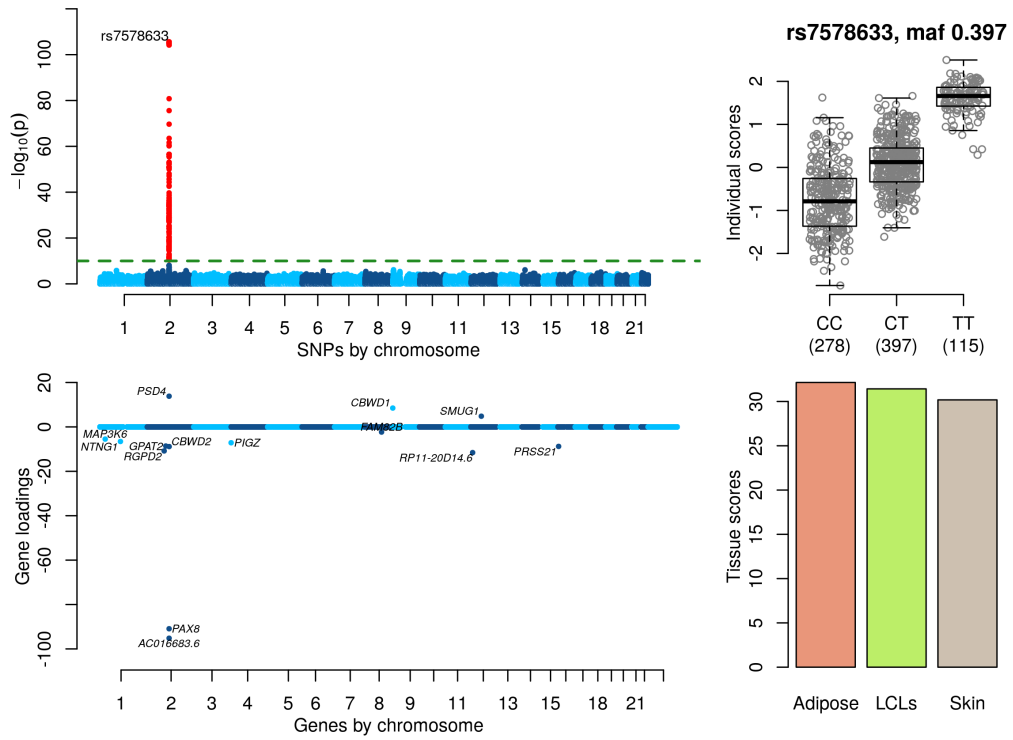 rs7578633
−log10(p)
0 20 40 60 80 100
1 2 3 4 5 6 7 8 9 11 13 15 18 21
SNPs by chromosome
rs7578633, maf 0.397
Individual scores
-2 -1 0 1 2
CC CT TT
(278) (397) (115)
Gene loadings
-100 -60 -40 -20 0 20
PSD4
CBWD1
SMUG1
MAP3K6
FAM82B
NTNG1
GPAT2
CBWD2
PIGZ
RGPD2
RP11-20D14.6
PRSS21
PAX8
AC016683.6
1 2 3 4 5 6 7 8 9 11 13 15 18 21
Genes by chromosome
Tissue scores
0 5 10 15 20 25 30
Adipose LCLs Skin